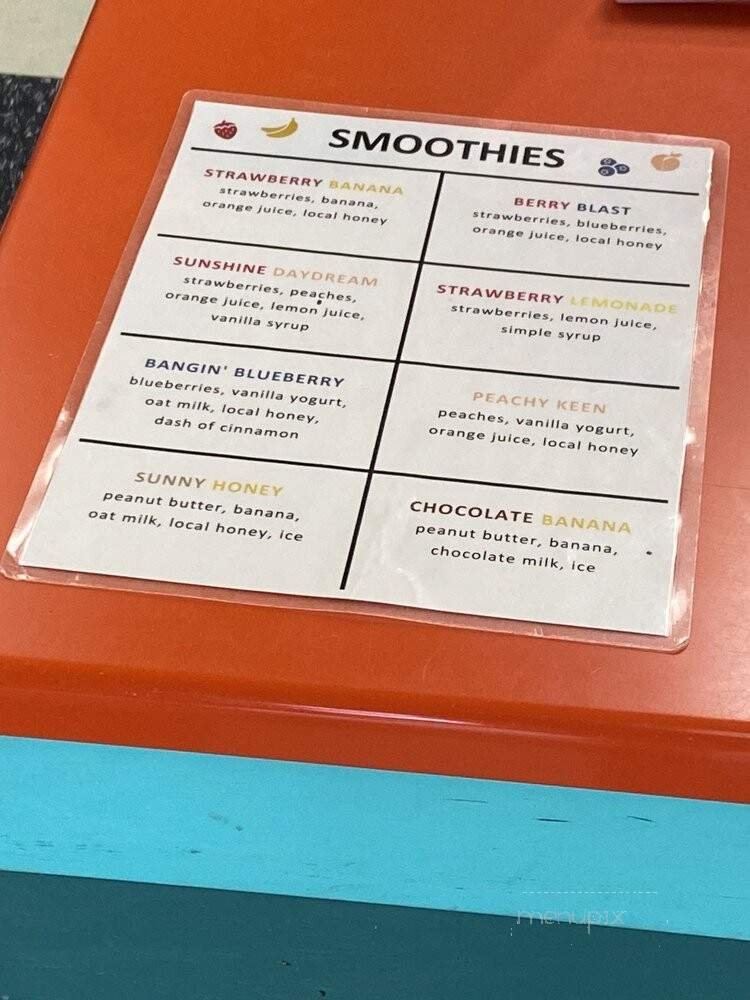 SMOOTHIES
STRAWBERRY BANANA
strawberries, banana,
orange juice, local honey
BERRY BLAST
strawberries, blueberries,
orange juice, local honey
SUNSHINE DAYDREAM
strawberries, peaches,
orange juice, lemon juice,
vanilla syrup
STRAWBERRY LEMONADE
strawberries, lemon juice,
simple syrup
BANGIN' BLUEBERRY
blueberries, vanilla yogurt,
oat milk, local honey,
dash of cinnamon
PEACHY KEEN
peaches, vanilla yogurt,
orange juice, local honey
SUNNY HONEY
peanut butter, banana,
oat milk, local honey, ice
CHOCOLATE BANANA
peanut butter, banana,
chocolate milk, ice
menupix